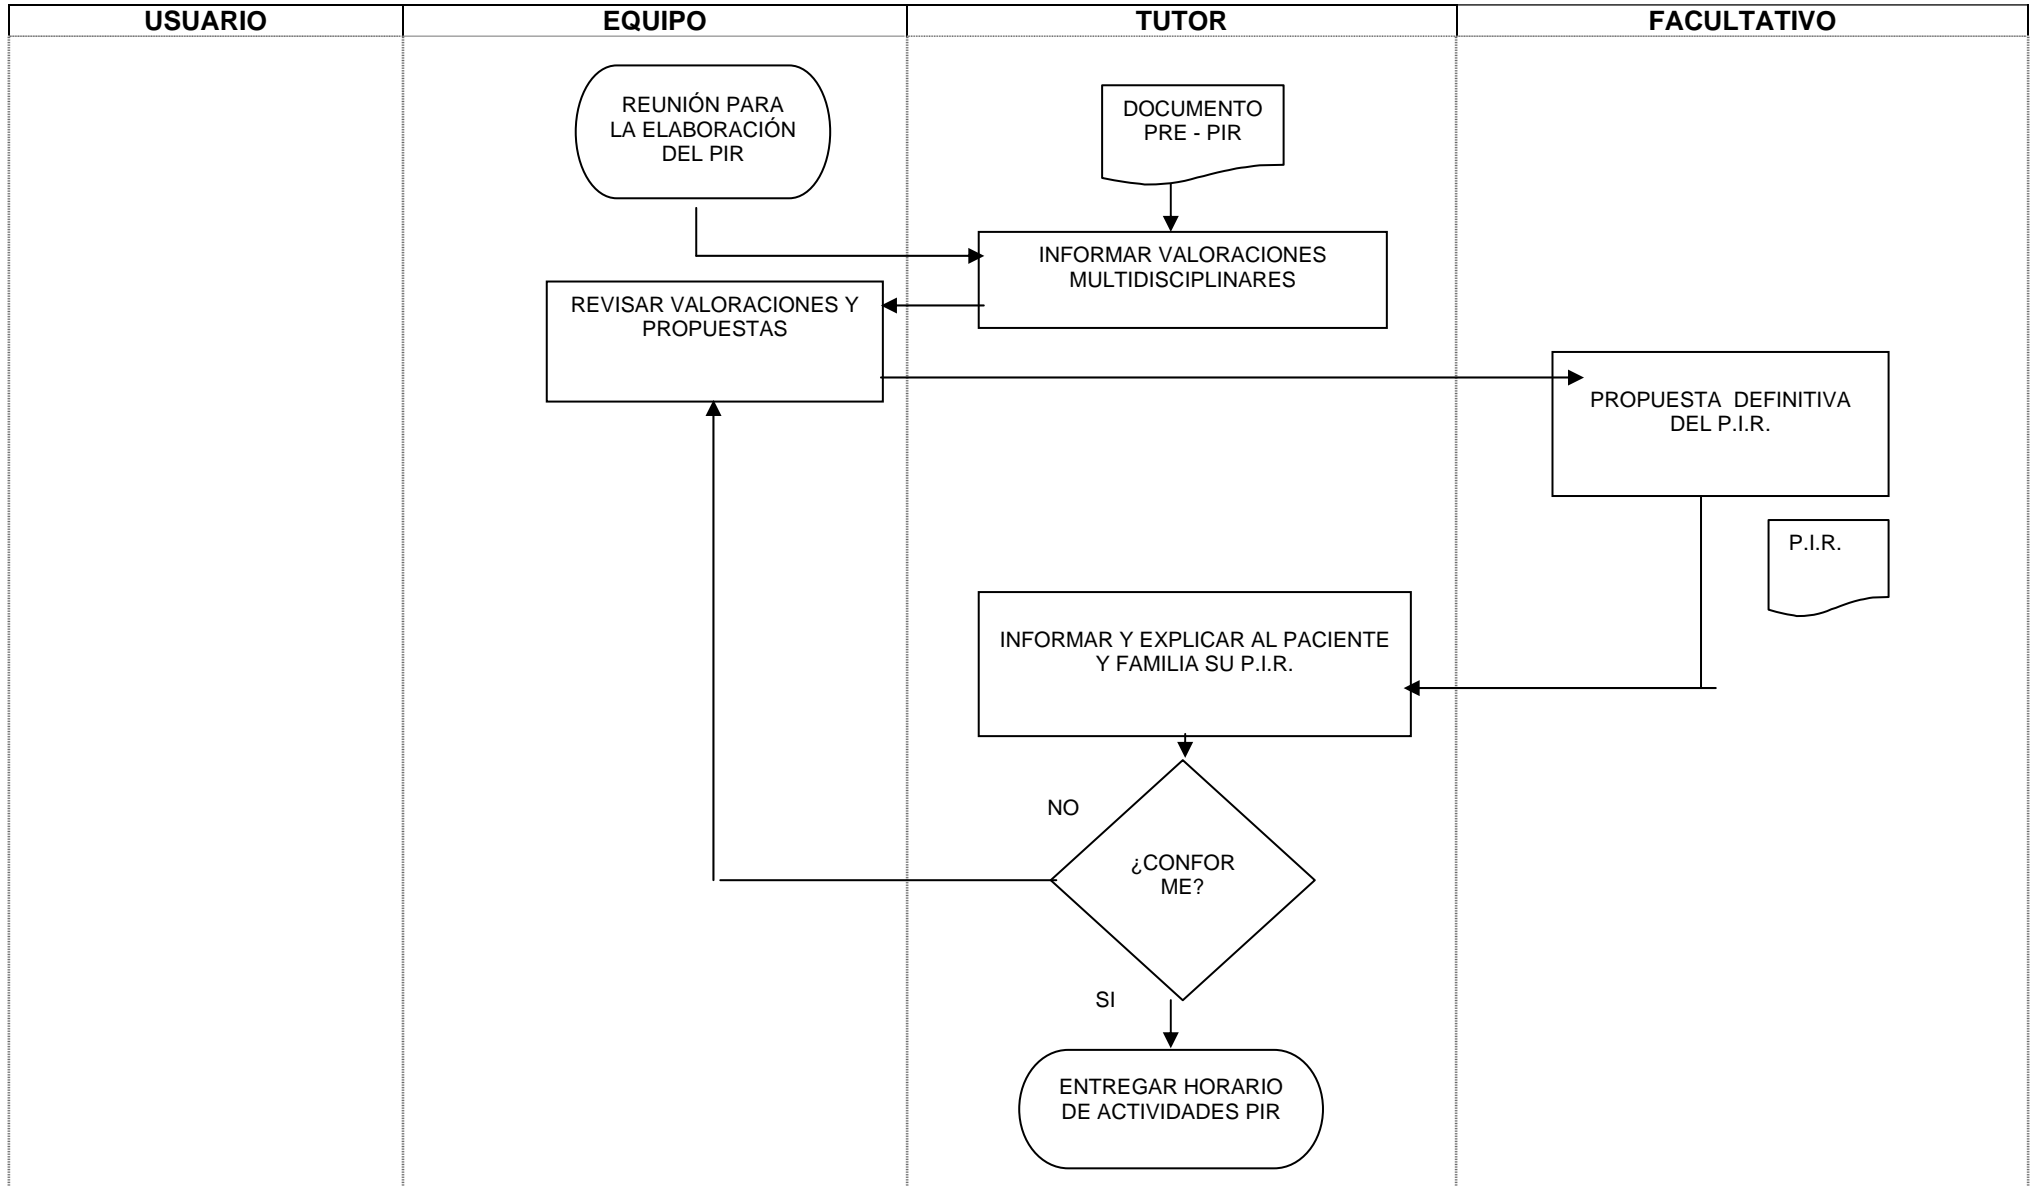 USUARIO
EQUIPO
TUTOR
FACULTATIVO
REUNIÓN PARA
LA ELABORACIÓN
DEL PIR
DOCUMENTO
PRE - PIR
INFORMAR VALORACIONES
MULTIDISCIPLINARES
REVISAR VALORACIONES Y
PROPUESTAS
PROPUESTA DEFINITIVA
DEL P.I.R.
P.I.R.
INFORMAR Y EXPLICAR AL PACIENTE
Y FAMILIA SU P.I.R.
NO
¿CONFOR
ME?
SI
ENTREGAR HORARIO
DE ACTIVIDADES PIR